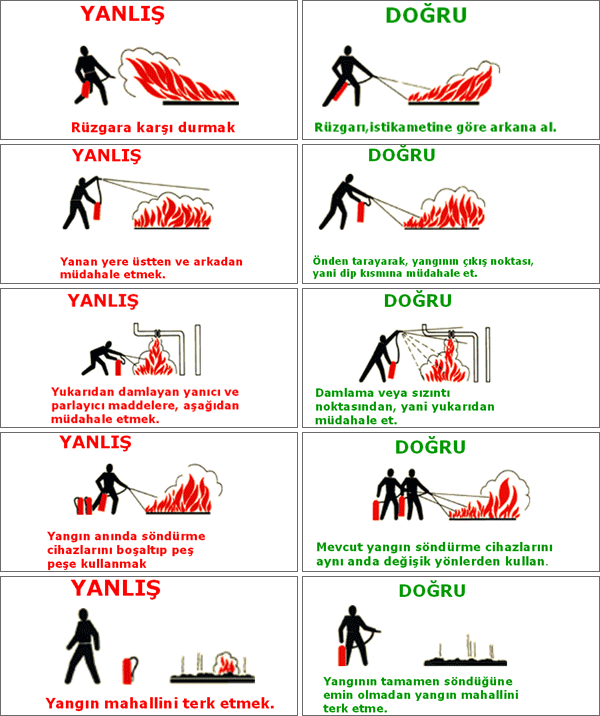 YANLIŞ
Rüzgara karşı durmak
DOĞRU
Rüzgarı,istikametine göre arkana al.
YANLIŞ
Yanan yere üstten ve arkadan
müdahale etmek.
DOĞRU
Önden tarayarak, yangının çıkış noktası,
yani dip kısmına müdahale et.
YANLIŞ
Yukarıdan damlayan yanıcı ve
parlayıcı maddelere, aşağıdan
müdahale etmek.
DOĞRU
Damlama veya sızıntı
noktasından, yani yukarıdan
müdahale et.
YANLIŞ
Yangın anında söndürme
cihazlarını boşaltıp peş
peşe kullanmak
DOĞRU
Mevcut yangın söndürme cihazlarını
aynı anda değişik yönlerden kullan.
YANLIŞ
Yangın mahallini terk etmek.
DOĞRU
Yangının tamamen söndüğüne
emin olmadan yangın mahallini
terk etme.